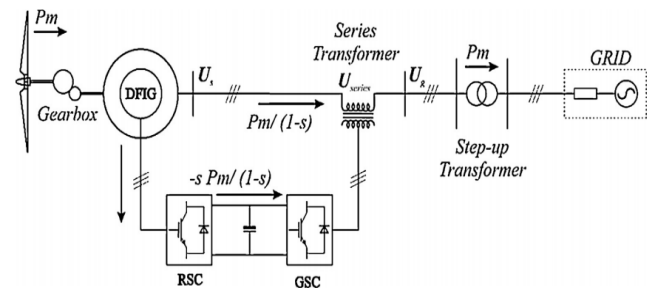 Pm
Gearbox
DFIG
Us
Pm/ (1-s)
Series
Transformer
Useries
Ug
Pm
Step-up
Transformer
GRID
-s Pm/ (1-s)
RSC
GSC